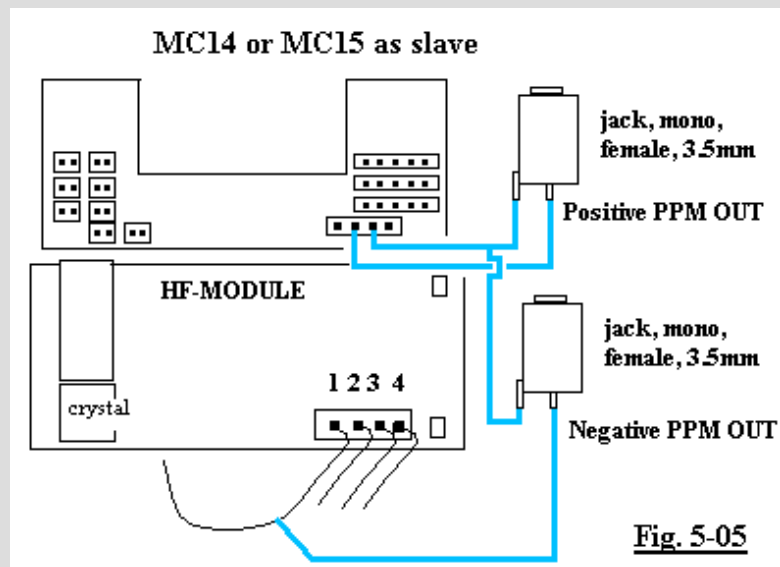 MC14 or MC15 as slave
jack, mono,
female, 3.5mm
Positive PPM OUT
HF-MODULE
jack, mono,
female, 3.5mm
1 2 3 4
crystal
Negative PPM OUT
Fig. 5-05